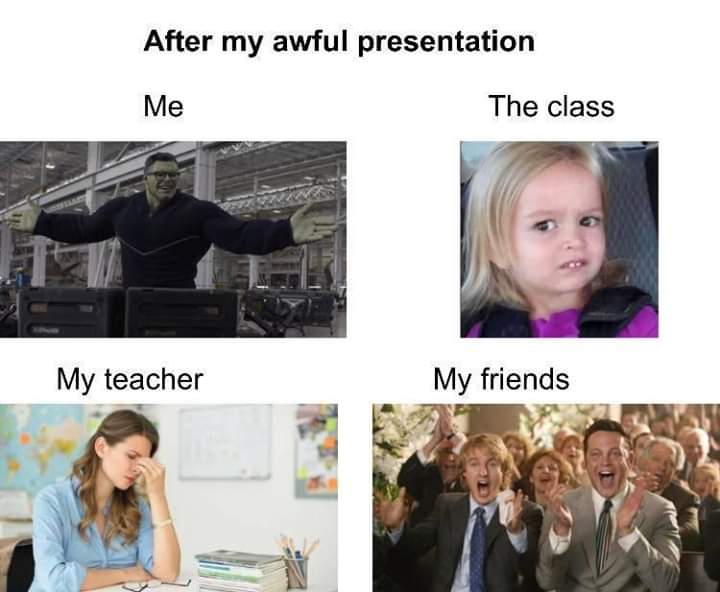 After my awful presentation
Me
The class
My teacher
My friends